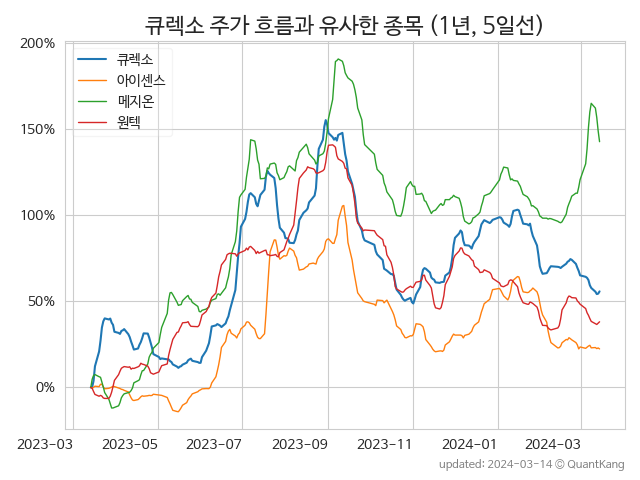 큐렉소 주가 흐름과 유사한 종목 (1년, 5일선)
200%
150%
100%
50%
0%
큐렉소
아이센스
메지온
원텍
2023-03 2023-05 2023-07 2023-09 2023-11 2024-01 2024-03
updated: 2024-03-14 © QuantKang